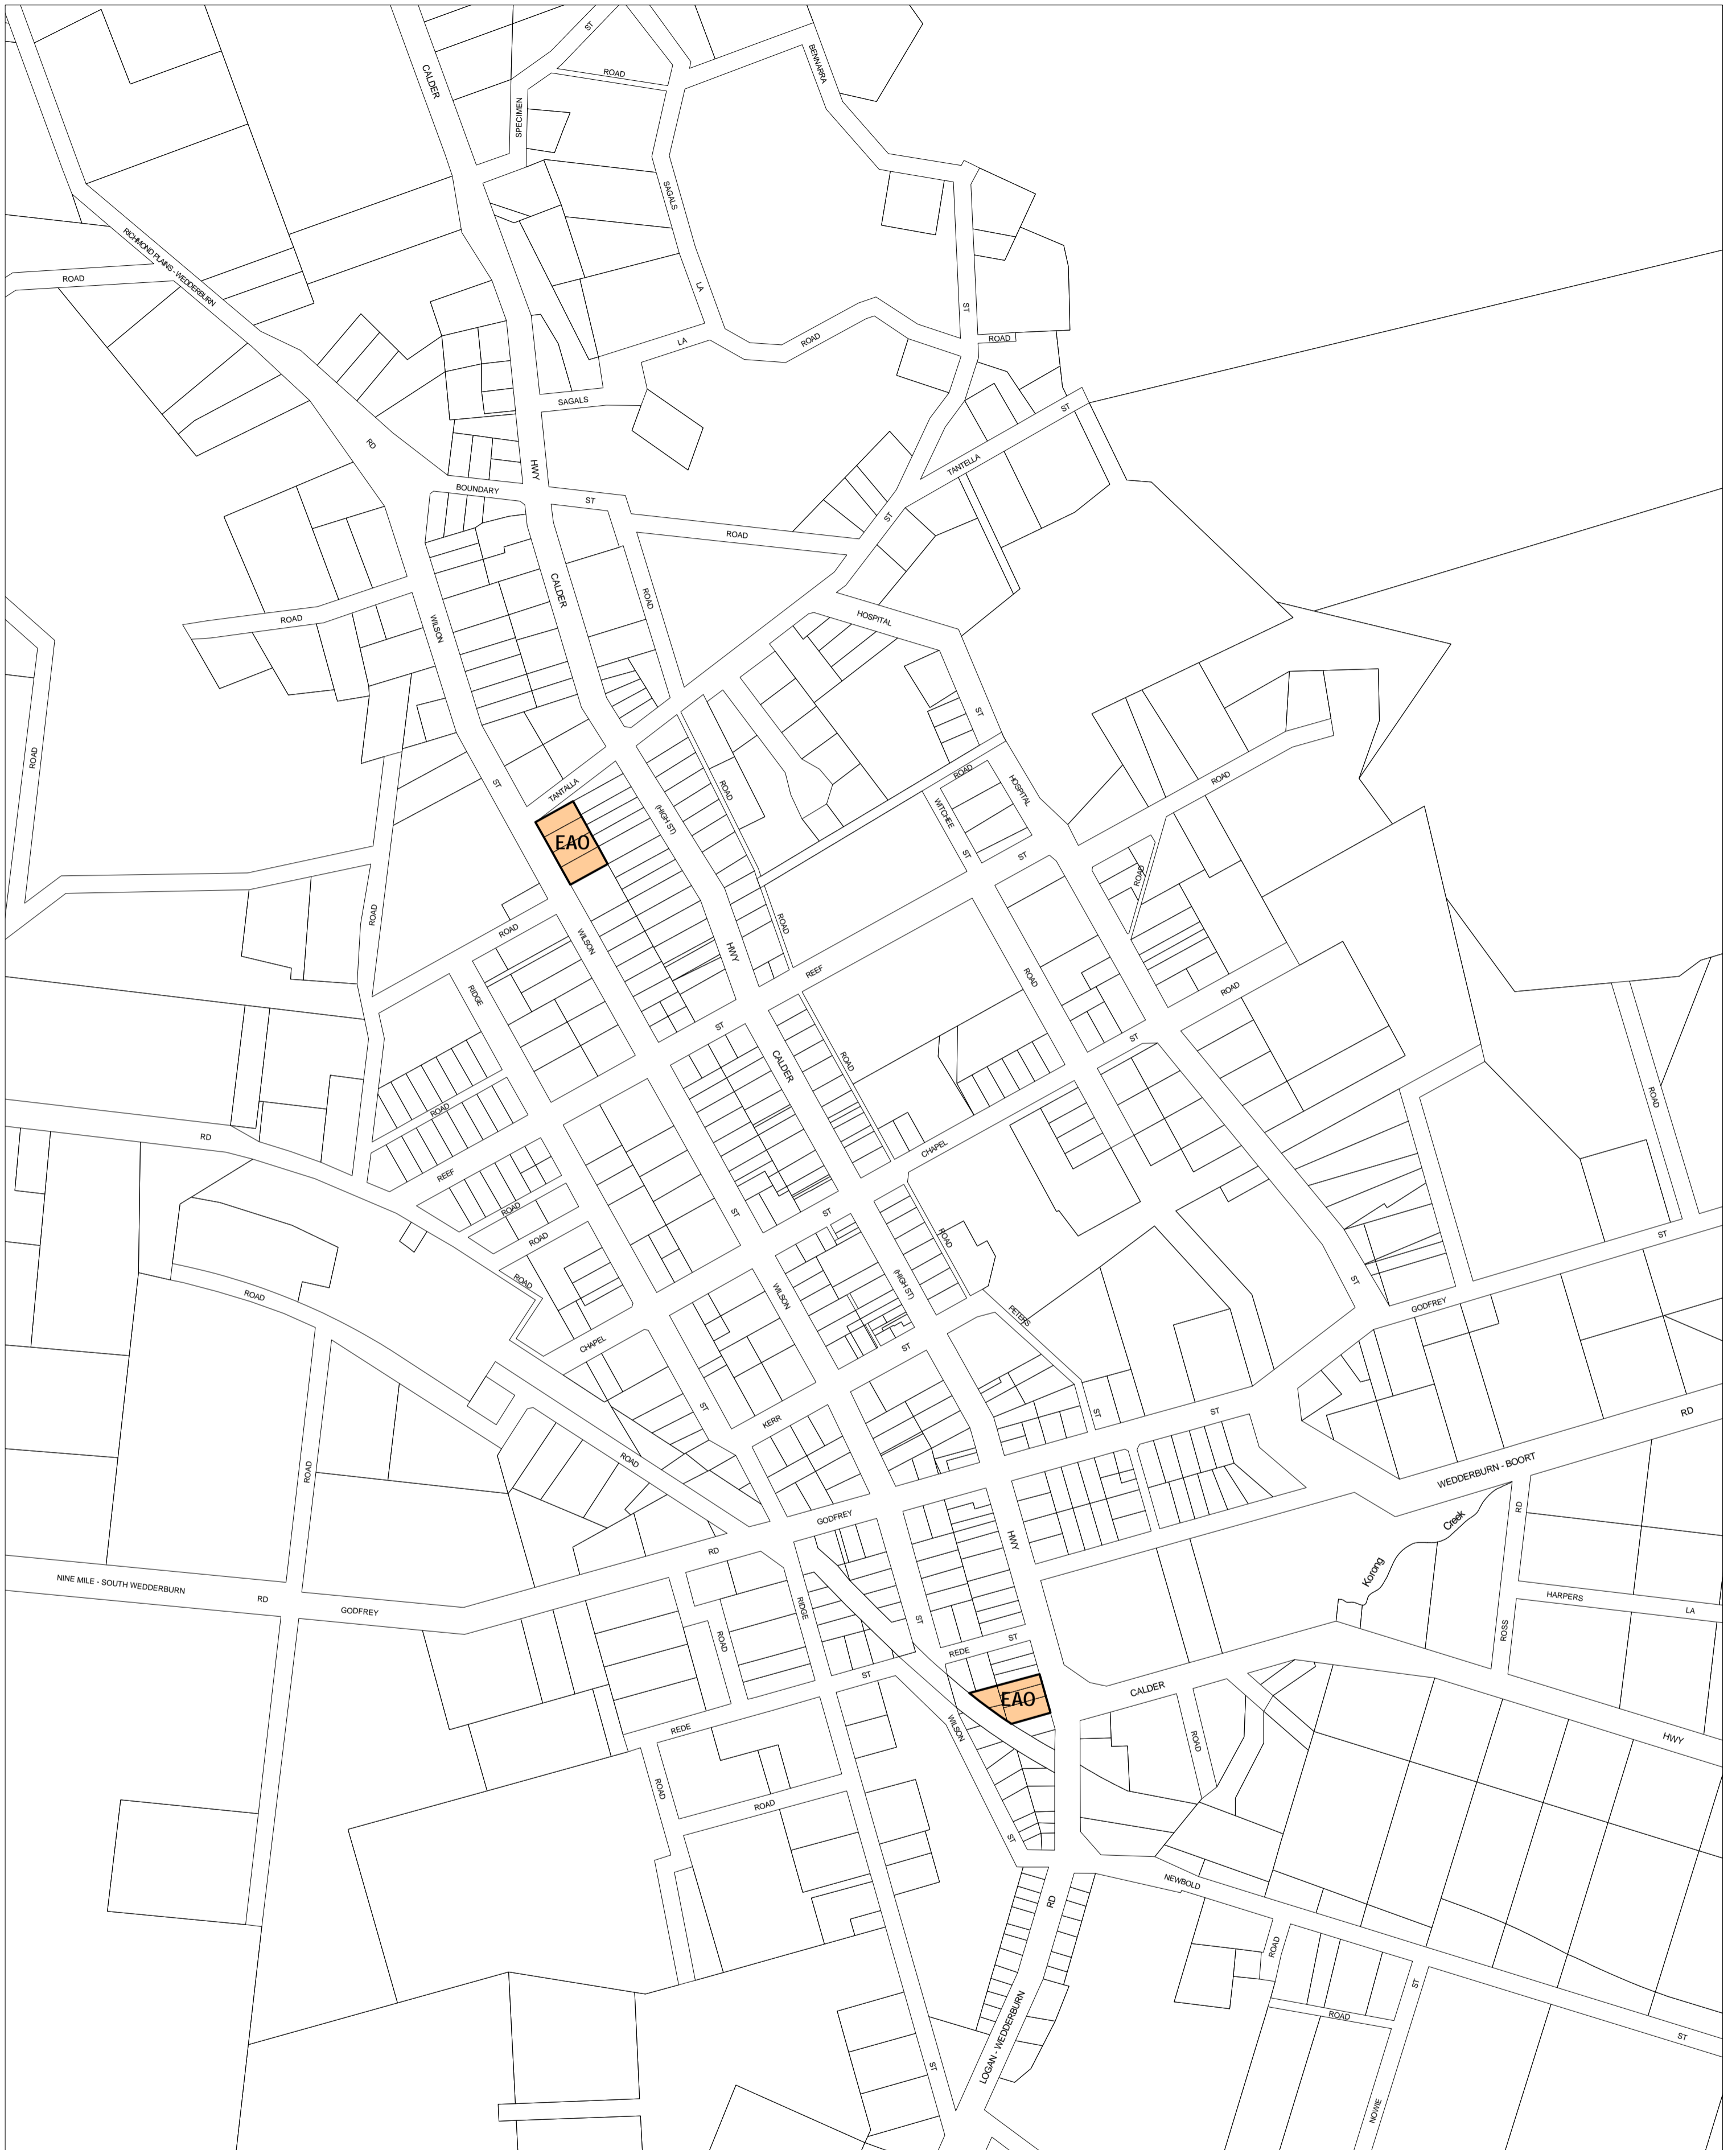 ST
BENNARRA
CALDER
ROAD
SPECIMEN
SAGALS
RICHMOND PLAINS - WEDDERBURN
ROAD
LA
ST
ROAD
ROAD
LA
SAGALS
ST
RD
TANTELLA
HWY
BOUNDARY
ST
ST
ROAD
CALDER
ROAD
HOSPITAL
ROAD
WILSON
ST
ROAD
ROAD
HOSPITAL
ROAD
ST
TANTALLA
ROAD
(HIGH ST)
WITCHEE
EAO
ST
ST
ROAD
ROAD
ROAD
ROAD
WILSON
HWY
REEF
ROAD
RIDGE
ROAD
ST
ST
CALDER
ROAD
ROAD
ROAD
RD
CHAPEL
REEF
ROAD
ST
ST
ROAD
ROAD
ST
ROAD
(HIGH ST)
ST
WILSON
ROAD
GODFREY
PETERS
CHAPEL
ST
ST
KERR
ST
ST
RD
ROAD
ROAD
WEDDERBURN - BOORT
RD
GODFREY
Creek
HWY
RD
Korong
NINE MILE - SOUTH WEDDERBURN
RD
HARPERS
GODFREY
RIDGE
LA
ST
ROSS
ROAD
ST
REDE
ST
CALDER
EAO
REDE
WILSON
ROAD
HWY
ROAD
ROAD
ST
NEWBOLD
RD
ROAD
ST
ROAD
LOGAN - WEDDERBURN
ST
ST
NOWIE